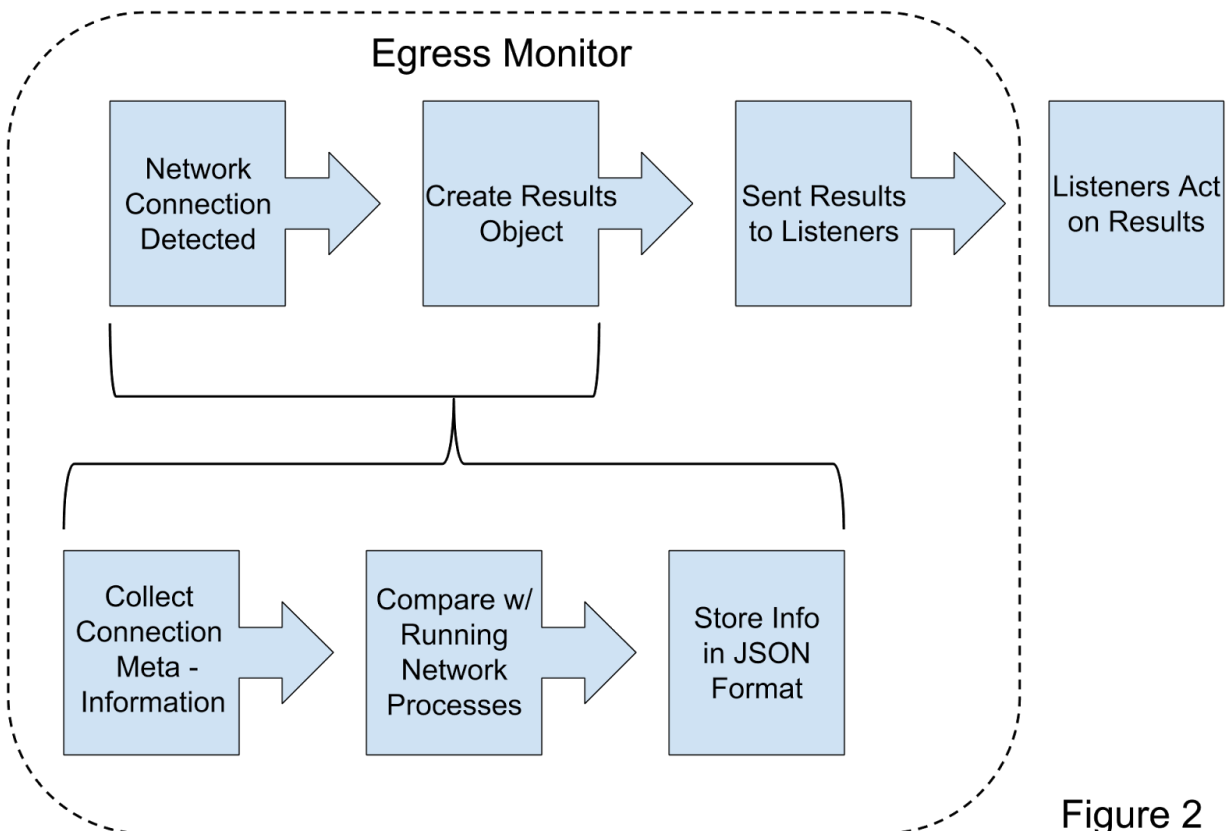 Egress Monitor
Network
Connection
Detected
Create Results
Object
Sent Results
to Listeners
Listeners Act
on Results
Collect
Connection
Meta -
Information
Compare w/
Running
Network
Processes
Store Info
in JSON
Format
Figure 2